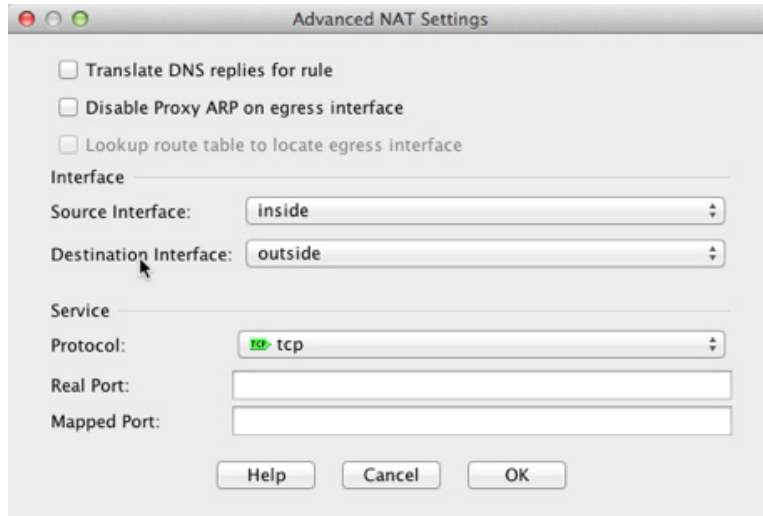 Advanced NAT Settings
Translate DNS replies for rule
Disable Proxy ARP on egress interface
Lookup route table to locate egress interface
Interface
Source Interface: inside
Destination Interface: outside
Service
Protocol: TCP tcp
Real Port:
Mapped Port:
Help Cancel OK